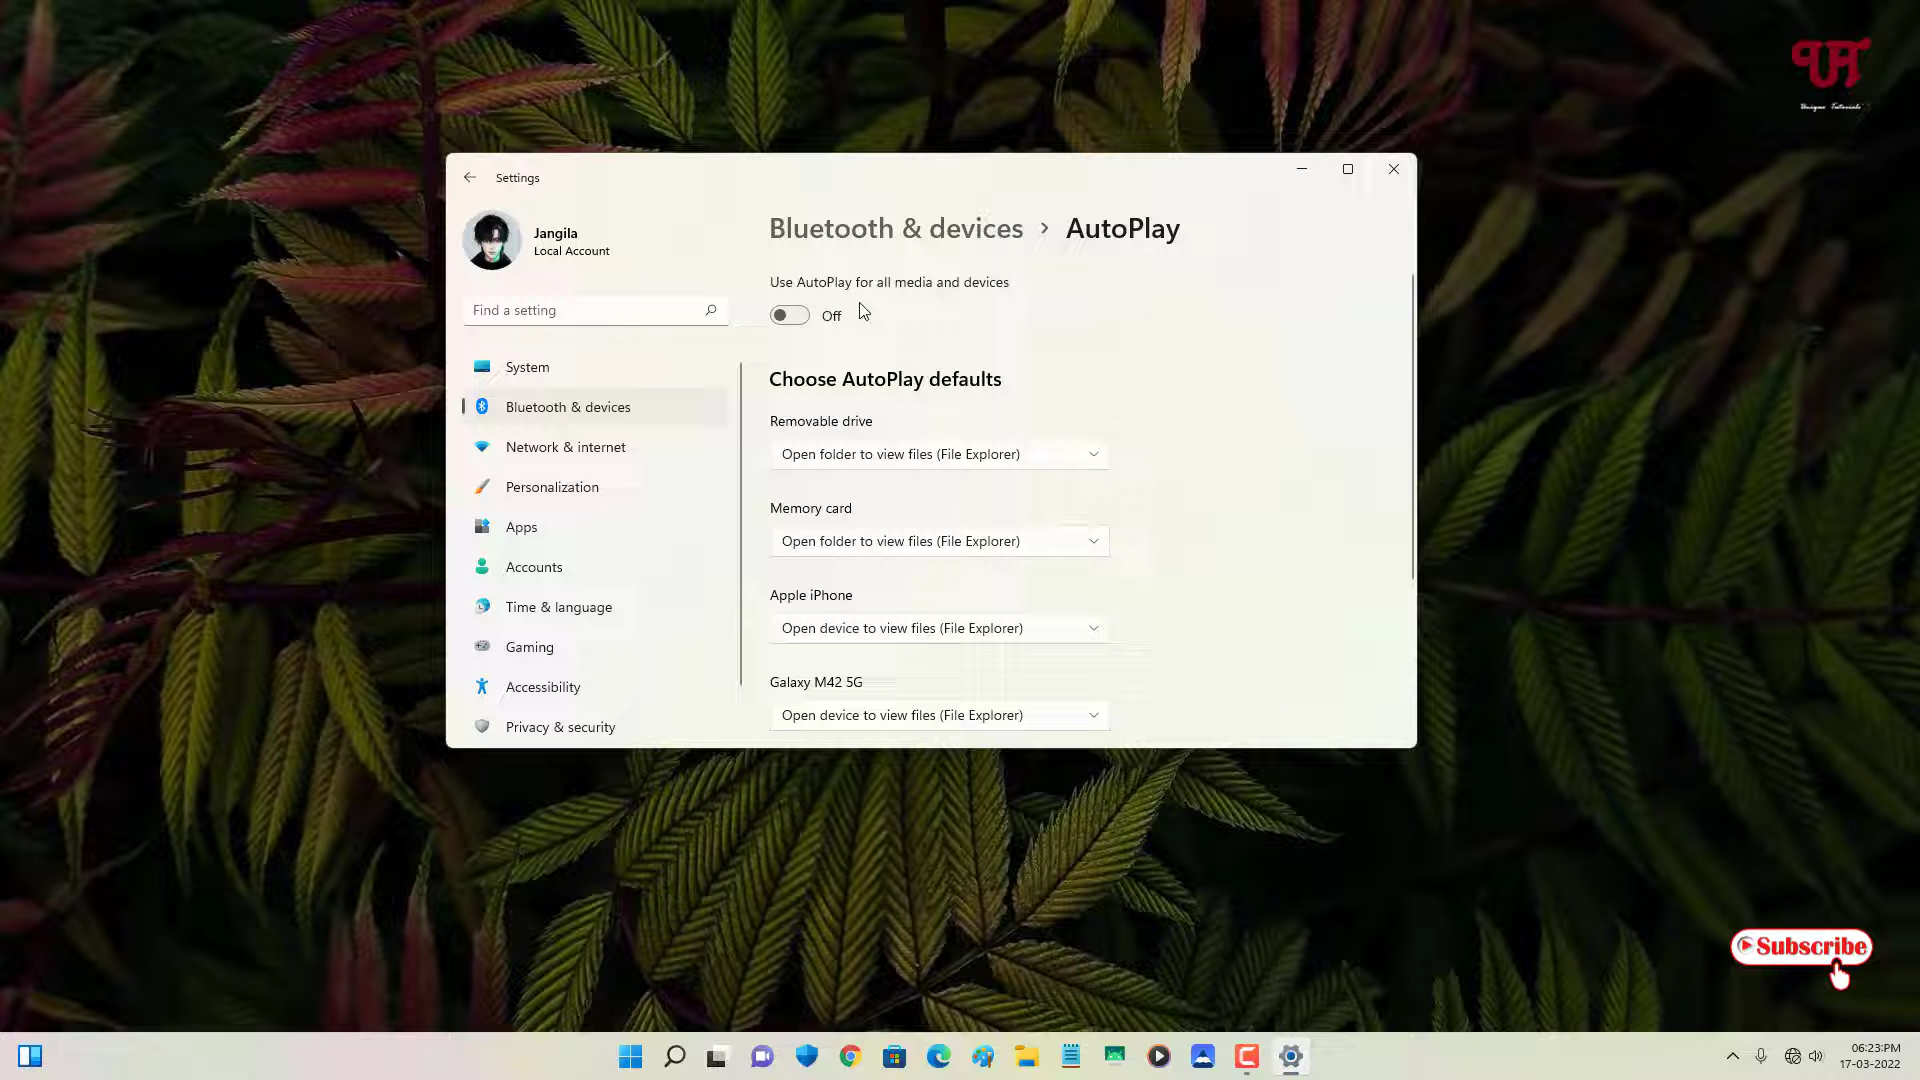 Unique Tutorials
Settings
Jangila
Local Account
Find a setting
System
Bluetooth & devices
Network & internet
Personalization
Apps
Accounts
Time & language
Gaming
Accessibility
Privacy & security
Bluetooth & devices › AutoPlay
Use AutoPlay for all media and devices
Off
Choose AutoPlay defaults
Removable drive
Open folder to view files (File Explorer)
Memory card
Open folder to view files (File Explorer)
Apple iPhone
Open device to view files (File Explorer)
Galaxy M42 5G
Open device to view files (File Explorer)
Subscribe
06:23:PM
17-03-2022